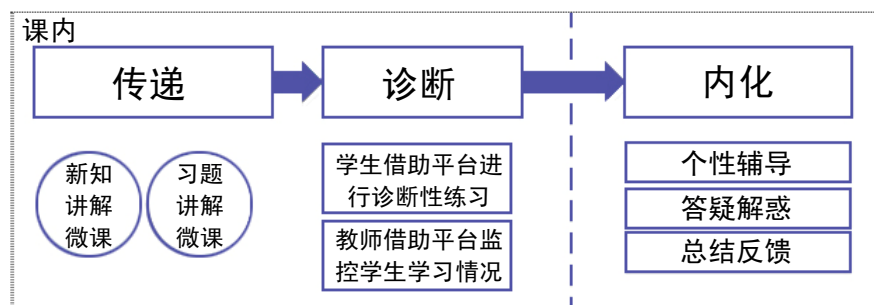 课内
传递
诊断
内化
新知
讲解
微课
习题
讲解
微课
学生借助平台进
行诊断性练习
教师借助平台监
控学生学习情况
个性辅导
答疑解惑
总结反馈